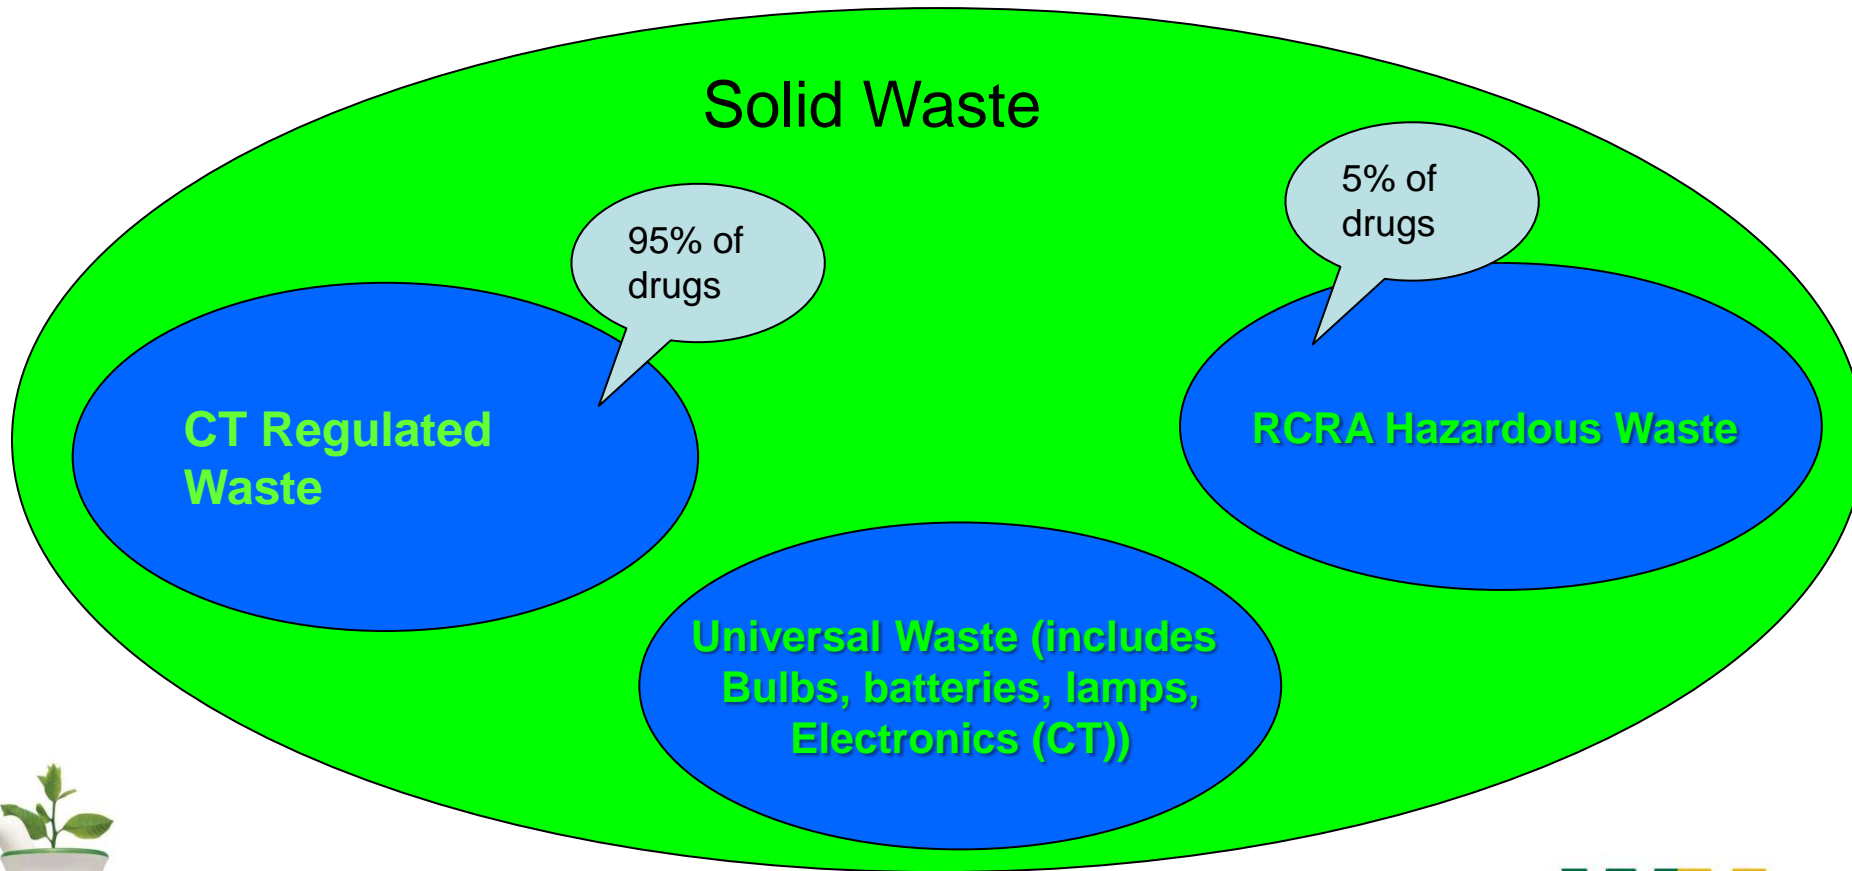 Solid Waste
5% of
drugs
95% of
drugs
CT Regulated
Waste
RCRA Hazardous Waste
Universal Waste (includes
Bulbs, batteries, lamps,
Electronics (CT))